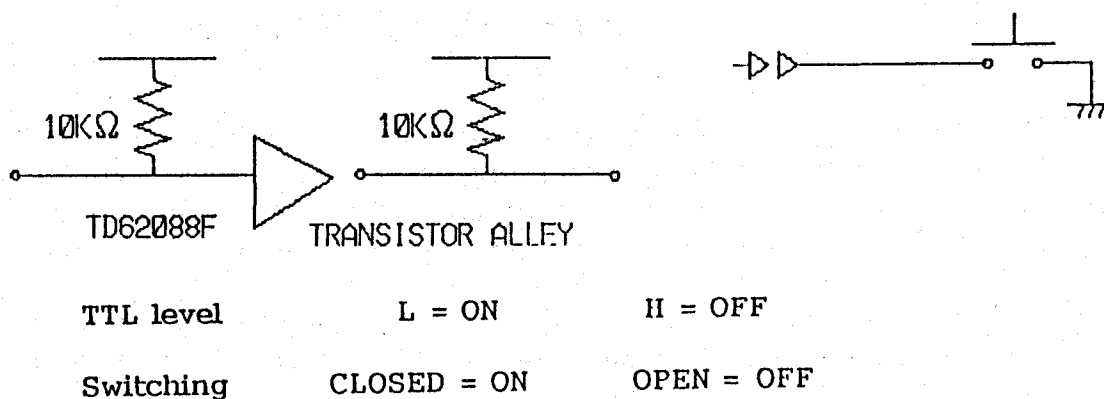 10KΩ 10KΩ
TD62088F TRANSISTOR ALLEY
TTL level L = ON H = OFF
Switching CLOSED = ON OPEN = OFF